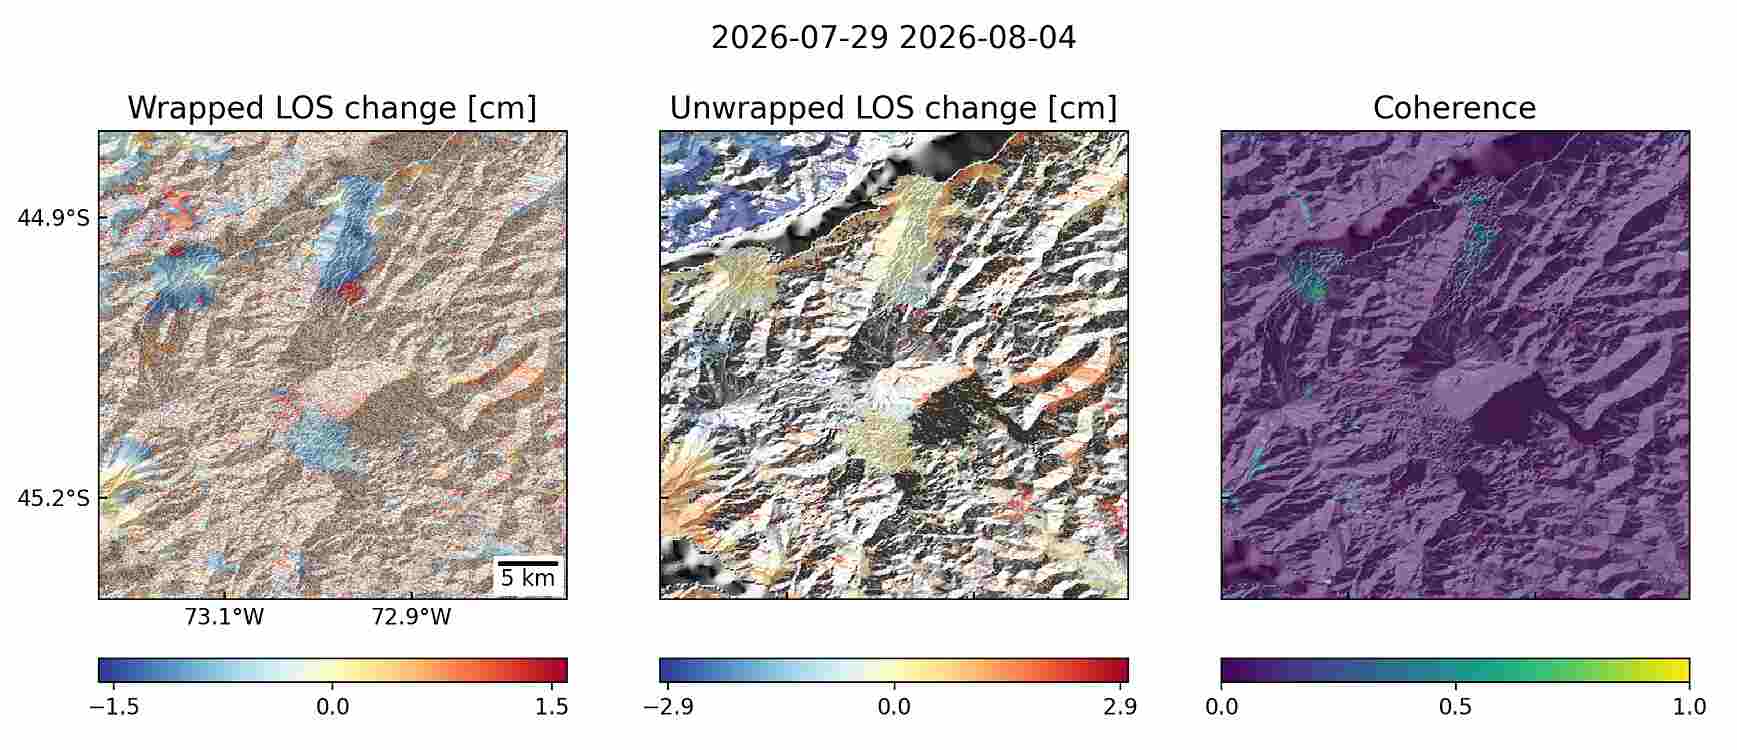 2026-07-29 2026-08-04
Wrapped LOS change [cm]
Unwrapped LOS change [cm]
Coherence
44.9°S
45.2°S
5 km
73.1°W
72.9°W
−1.5
0.0
1.5
−2.9
0.0
2.9
0.0
0.5
1.0